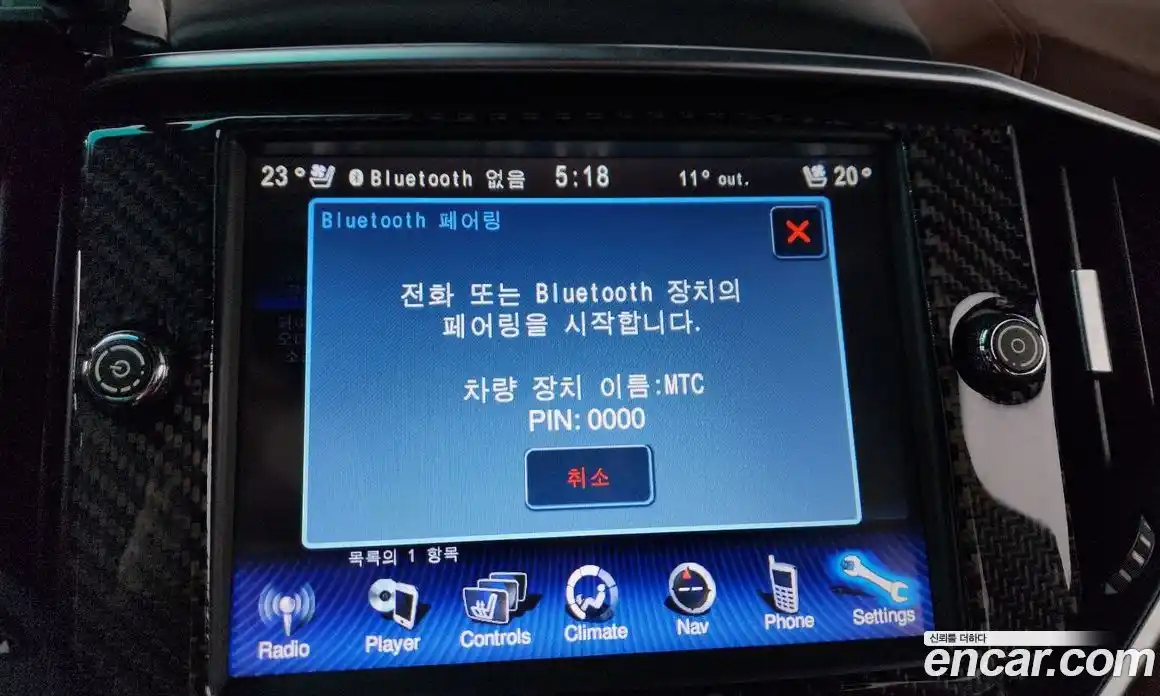 23° Bluetooth 없음 5:18 11° out. 20°
Bluetooth 페어링
전화 또는 Bluetooth 장치의
페어링을 시작합니다.
차량 장치 이름:MTC
PIN: 0000
취소
목록의 1 항목
Radio Player Controls Climate Nav Phone Settings
신뢰를 더하다
encar.com